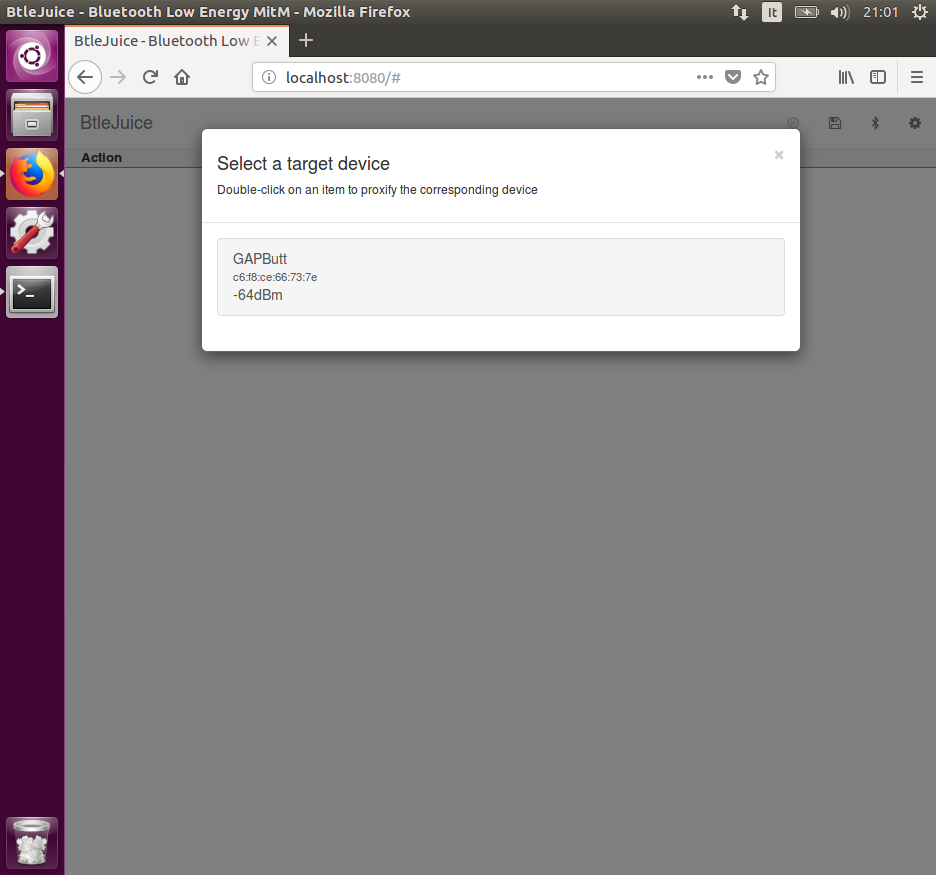 BtleJuice - Bluetooth Low Energy MitM - Mozilla Firefox
It
21:01
BtleJuice - Bluetooth Low E
localhost:8080/#
BtleJuice
Action
Select a target device
Double-click on an item to proxify the corresponding device
GAPButt
c6:f8:ce:66:73:7e
-64dBm